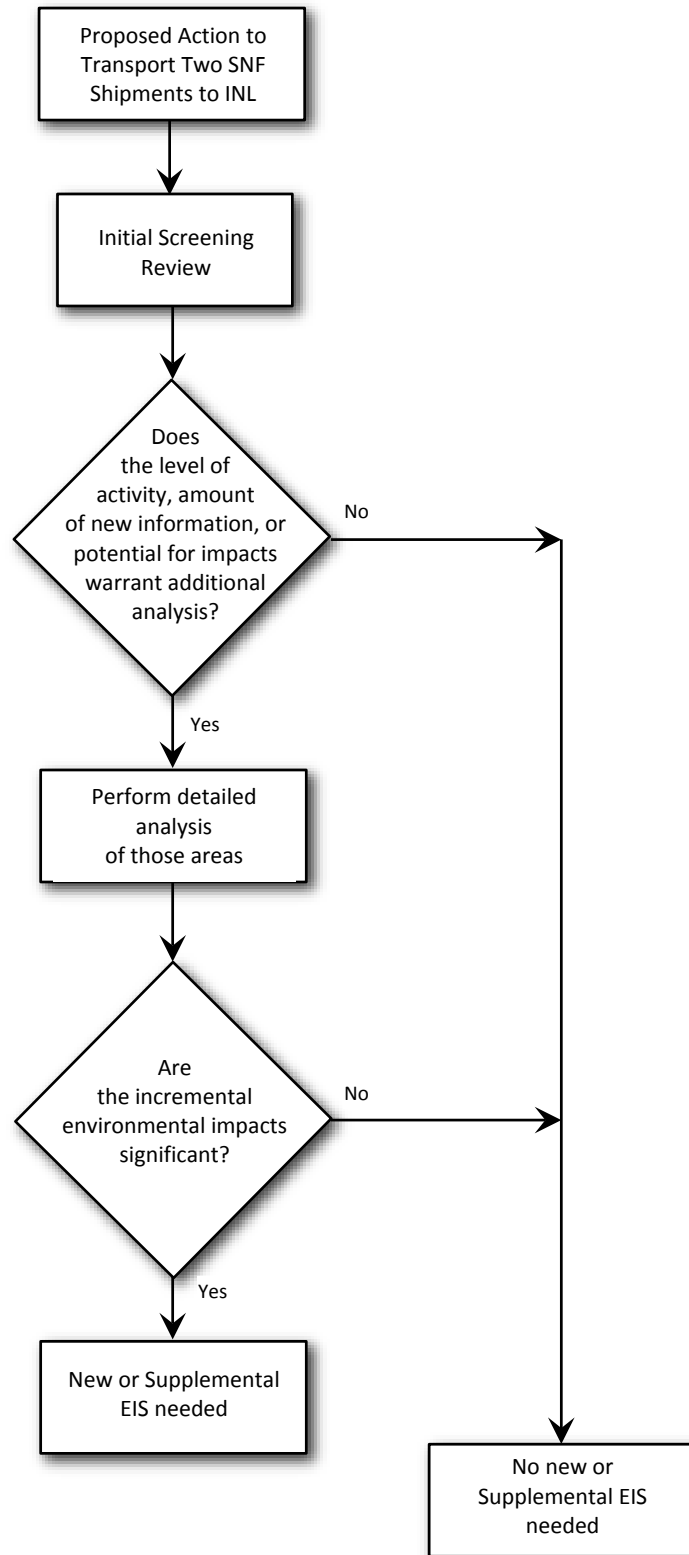 Proposed Action to
Transport Two SNF
Shipments to INL
Initial Screening
Review
Does
the level of
activity, amount
of new information, or
potential for impacts
warrant additional
analysis?
No
Yes
Perform detailed
analysis
of those areas
Are
the incremental
environmental impacts
significant?
No
Yes
New or Supplemental
EIS needed
No new or
Supplemental EIS
needed